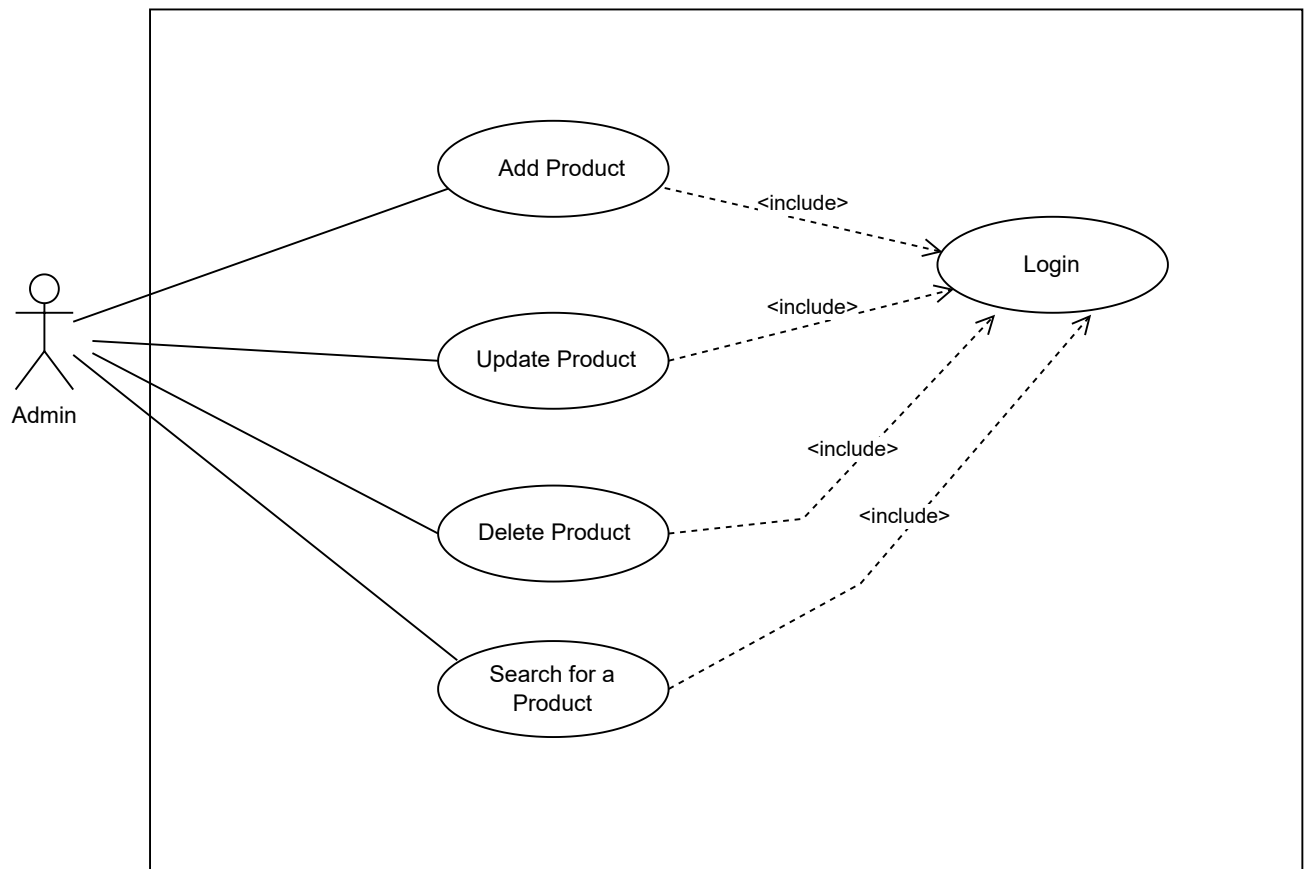 Add Product
<include>
Login
<include>
Update Product
Admin
<include>
Delete Product
<include>
Search for a
Product